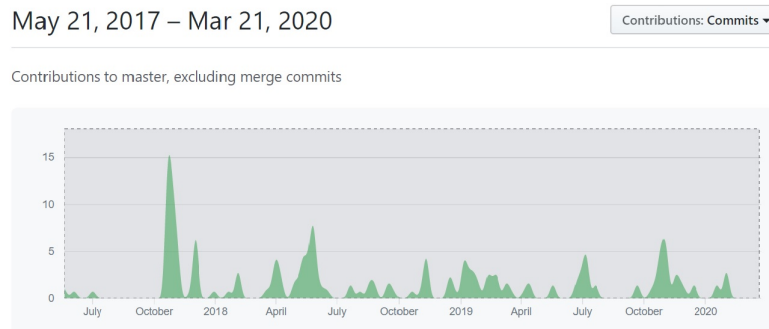 May 21, 2017 – Mar 21, 2020
Contributions: Commits
Contributions to master, excluding merge commits
15
10
5
0
July October 2018 April July October 2019 April July October 2020